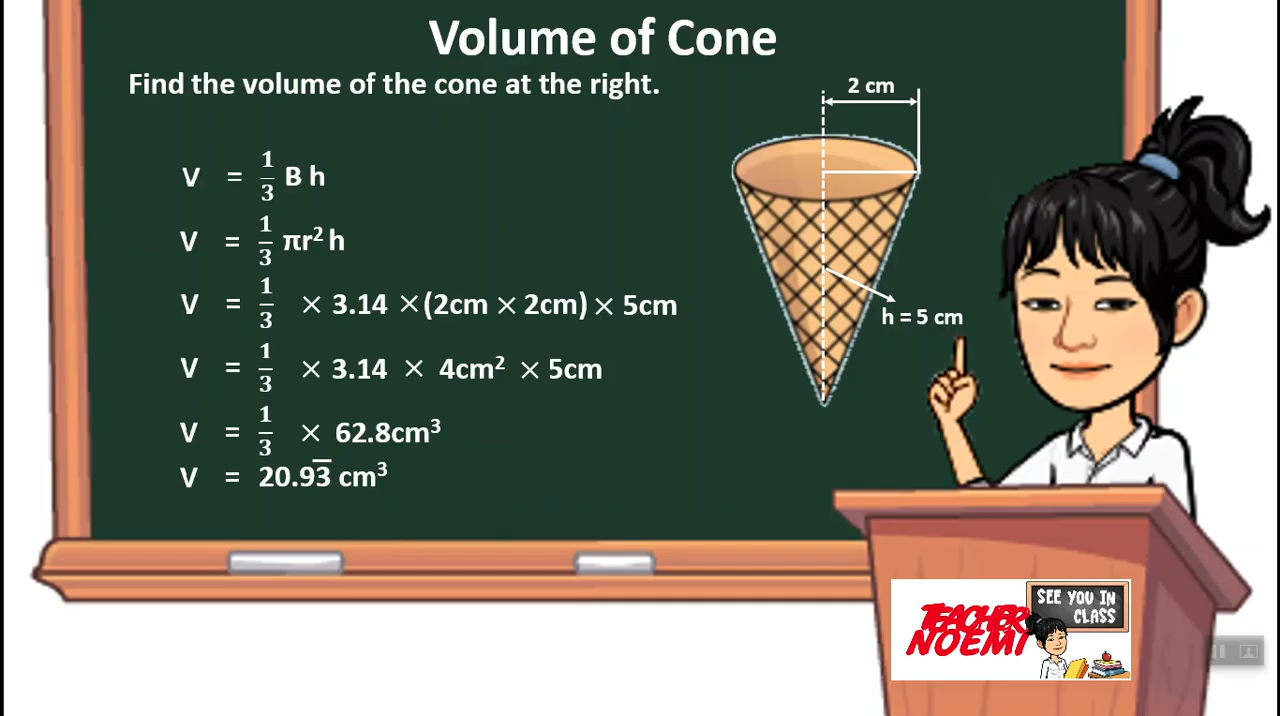 Volume of Cone
Find the volume of the cone at the right.
2 cm
V = 1/3 B h
V = 1/3 πr² h
V = 1/3 × 3.14 ×(2cm × 2cm) × 5cm
h = 5 cm
V = 1/3 × 3.14 × 4cm² × 5cm
V = 1/3 × 62.8cm³
V = 20.93̅ cm³
SEE YOU IN
CLASS
TEACHER
NOEMI